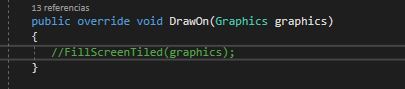 13 referencias
public override void DrawOn(Graphics graphics)
{
//FillScreenTiled(graphics);
}